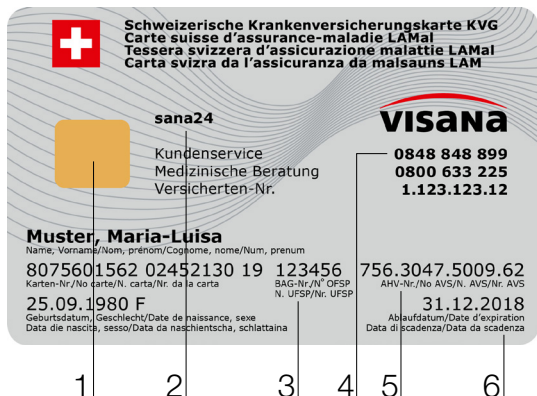 Schweizerische Krankenversicherungskarte KVG
Carte suisse d'assurance-maladie LAMal
Tessera svizzera d'assicurazione malattie LAMal
Carta svizra da l'assicuranza da malsauns LAM
sana24
visana
Kundenservice 0848 848 899
Medizinische Beratung 0800 633 225
Versicherten-Nr. 1.123.123.12
Muster, Maria-Luisa
Name, Vorname/Nom, prénom/Cognome, nome/Num, prenum
8075601562 02452130 19 123456 756.3047.5009.62
Karten-Nr./No carte/N. carta/Nr. da la carta BAG-Nr./N° OFSP AHV-Nr./No AVS/N. AVS/Nr. AVS
N. UFSP/Nr. UFSP
25.09.1980 F 31.12.2018
Geburtsdatum, Geschlecht/Date de naissance, sexe Ablaufdatum/Date d'expiration
Data die nascita, sesso/Data da naschientscha, schlattaina Data di scadenza/Data da scadenza
1 2 3 4 5 6